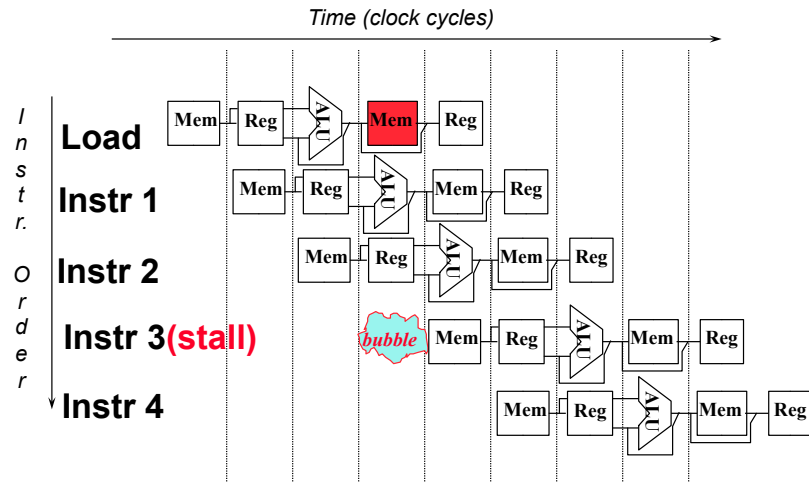 Time (clock cycles)
Instr. Order
Load
Mem Reg ALU Mem Reg
Instr 1
Mem Reg ALU Mem Reg
Instr 2
Mem Reg ALU Mem Reg
Instr 3(stall)
bubble Mem Reg ALU Mem Reg
Instr 4
Mem Reg ALU Mem Reg